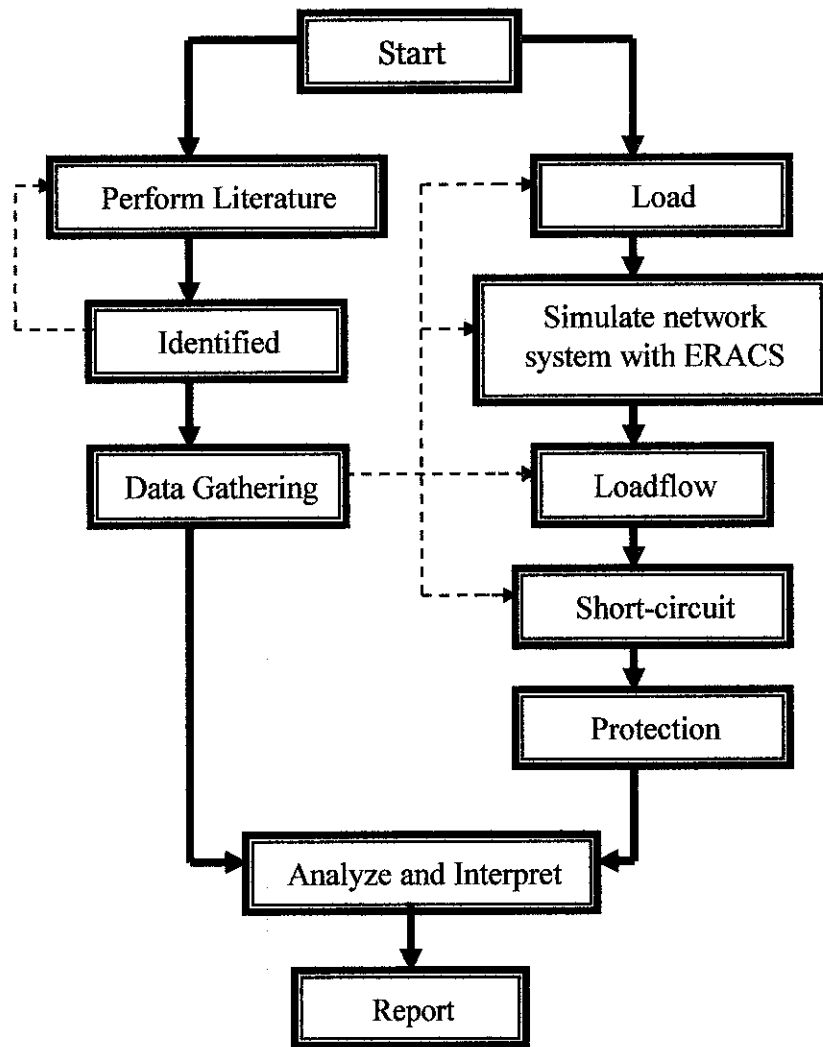 Start
Perform Literature
Identified
Data Gathering
Load
Simulate network
system with ERACS
Loadflow
Short-circuit
Protection
Analyze and Interpret
Report